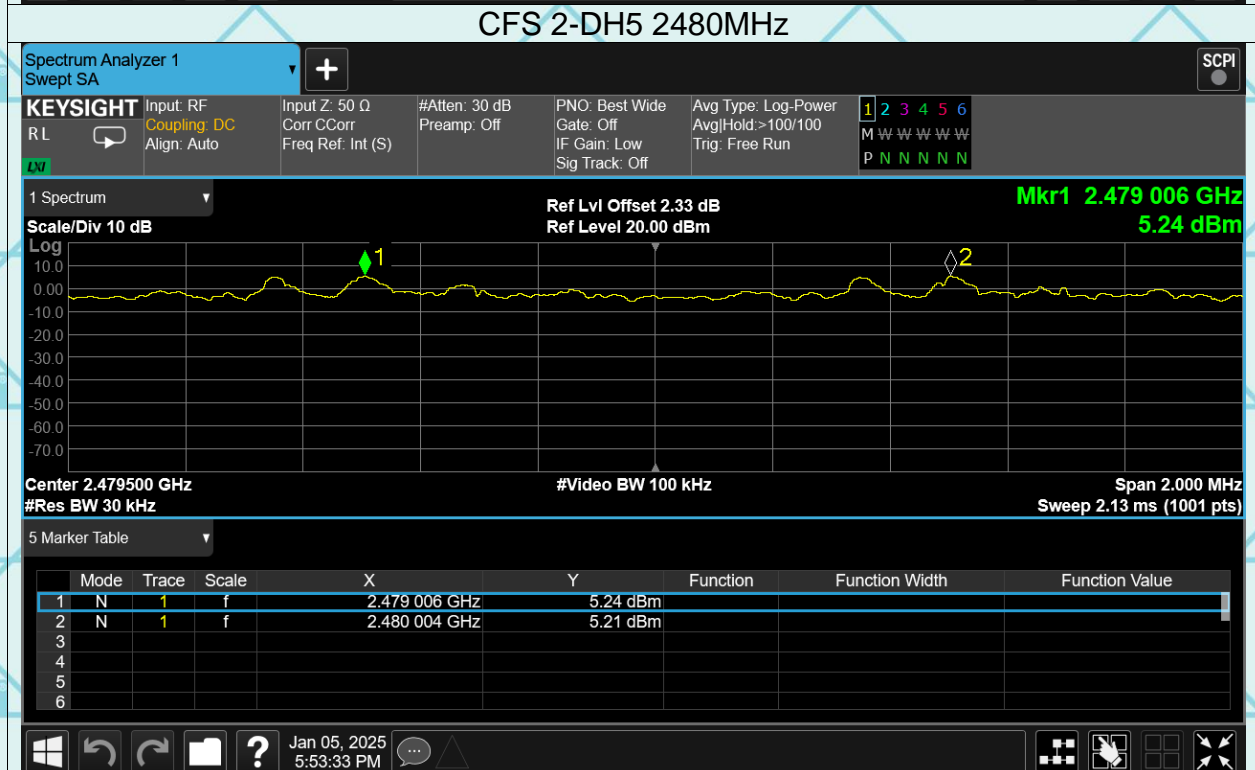 CFS 2-DH5 2480MHz
Spectrum Analyzer 1
Swept SA
+
SCPI
KEYSIGHT Input: RF Input Z: 50 Ω #Atten: 30 dB PNO: Best Wide Avg Type: Log-Power 1 2 3 4 5 6
RL Coupling: DC Corr CCorr Preamp: Off Gate: Off Avg|Hold:>100/100 M W W W W W
Align: Auto Freq Ref: Int (S) IF Gain: Low Trig: Free Run
LXI Sig Track: Off P N N N N N
1 Spectrum
Mkr1 2.479 006 GHz
Ref Lvl Offset 2.33 dB
5.24 dBm
Scale/Div 10 dB Ref Level 20.00 dBm
Log
1
2
10.0
0.00
-10.0
-20.0
-30.0
-40.0
-50.0
-60.0
-70.0
Center 2.479500 GHz #Video BW 100 kHz Span 2.000 MHz
#Res BW 30 kHz Sweep 2.13 ms (1001 pts)
5 Marker Table
Mode Trace Scale X Y Function Function Width Function Value
1 N 1 f 2.479 006 GHz 5.24 dBm
2 N 1 f 2.480 004 GHz 5.21 dBm
3
4
5
6
?
Jan 05, 2025
5:53:33 PM